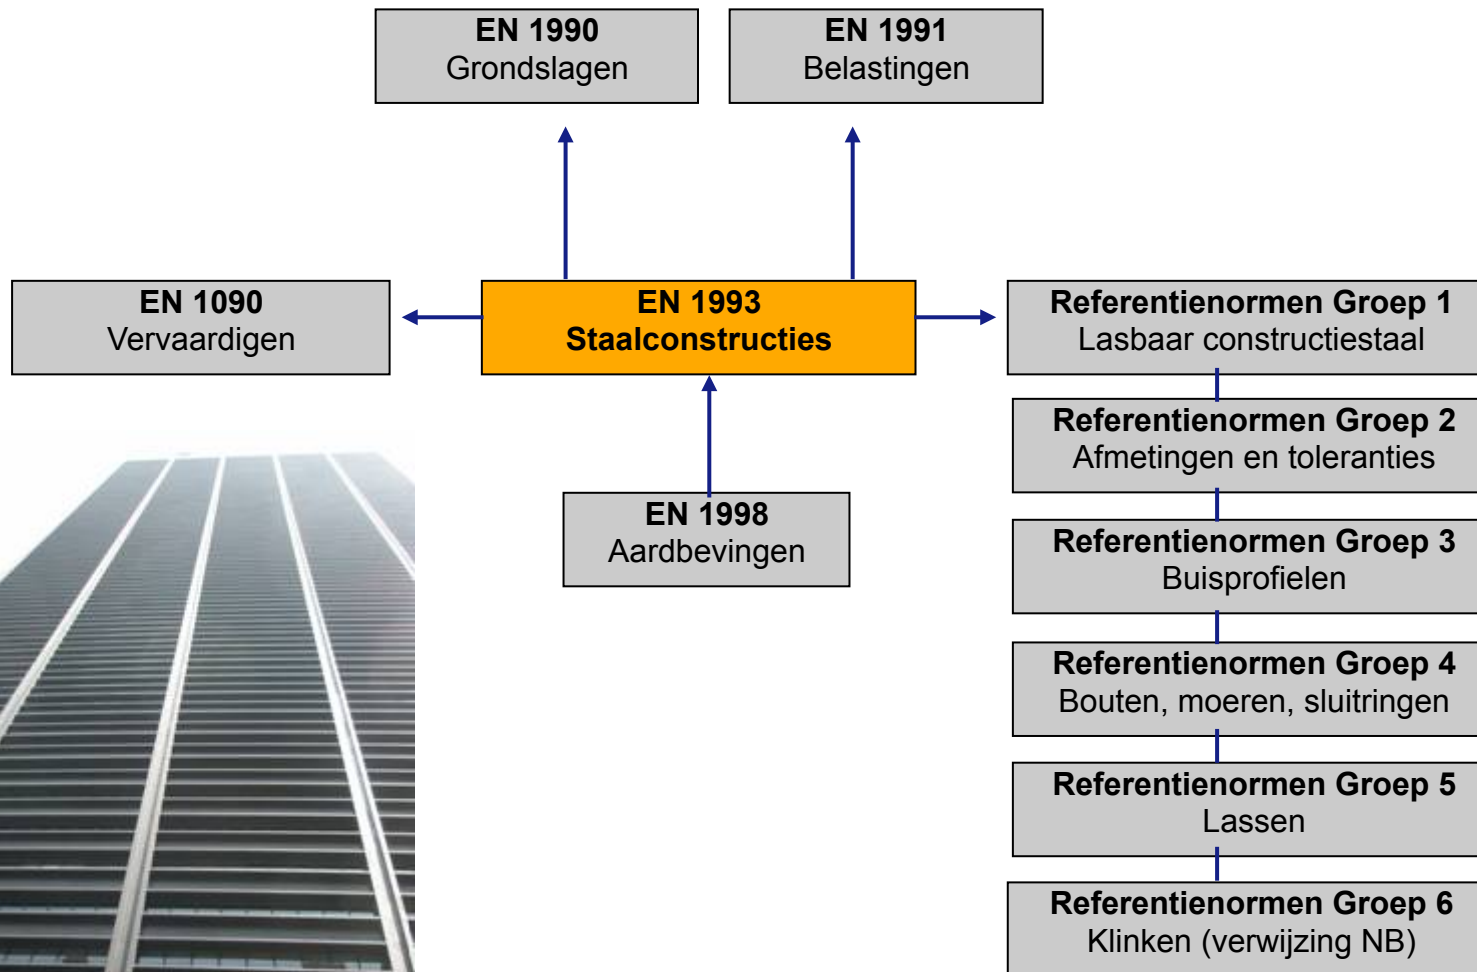 EN 1990
Grondslagen
EN 1991
Belastingen
EN 1090
Vervaardigen
EN 1993
Staalconstructies
EN 1998
Aardbevingen
Referentienormen Groep 1
Lasbaar constructiestaal
Referentienormen Groep 2
Afmetingen en toleranties
Referentienormen Groep 3
Buisprofielen
Referentienormen Groep 4
Bouten, moeren, sluitringen
Referentienormen Groep 5
Lassen
Referentienormen Groep 6
Klinken (verwijzing NB)